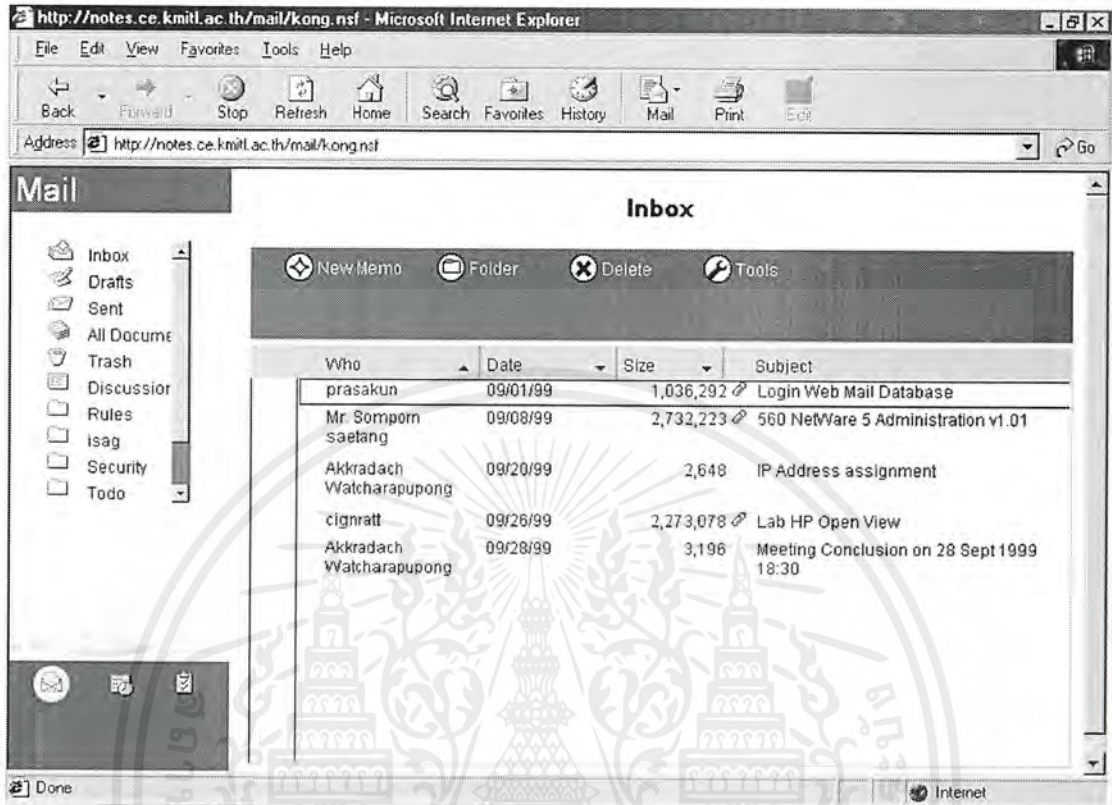 http://notes.ce.kmitl.ac.th/mail/kong.nsf - Microsoft Internet Explorer
File Edit View Favorites Tools Help
Back Forward Stop Refresh Home Search Favorites History Mail Print Edit
Address http://notes.ce.kmitl.ac.th/mail/kong.nsf Go
Mail
Inbox
Inbox
Drafts
Sent
All Docume
Trash
Discussion
Rules
isag
Security
Todo
New Memo Folder Delete Tools
Who Date Size Subject
prasakun 09/01/99 1,036,292 Login Web Mail Database
Mr. Somporn 09/08/99 2,732,223 560 NetWare 5 Administration v1.01
saetang
Akkradach 09/20/99 2,648 IP Address assignment
Watcharapupong
cignratt 09/26/99 2,273,078 Lab HP Open View
Akkradach 09/28/99 3,196 Meeting Conclusion on 28 Sept 1999
Watcharapupong 18:30
Done Internet